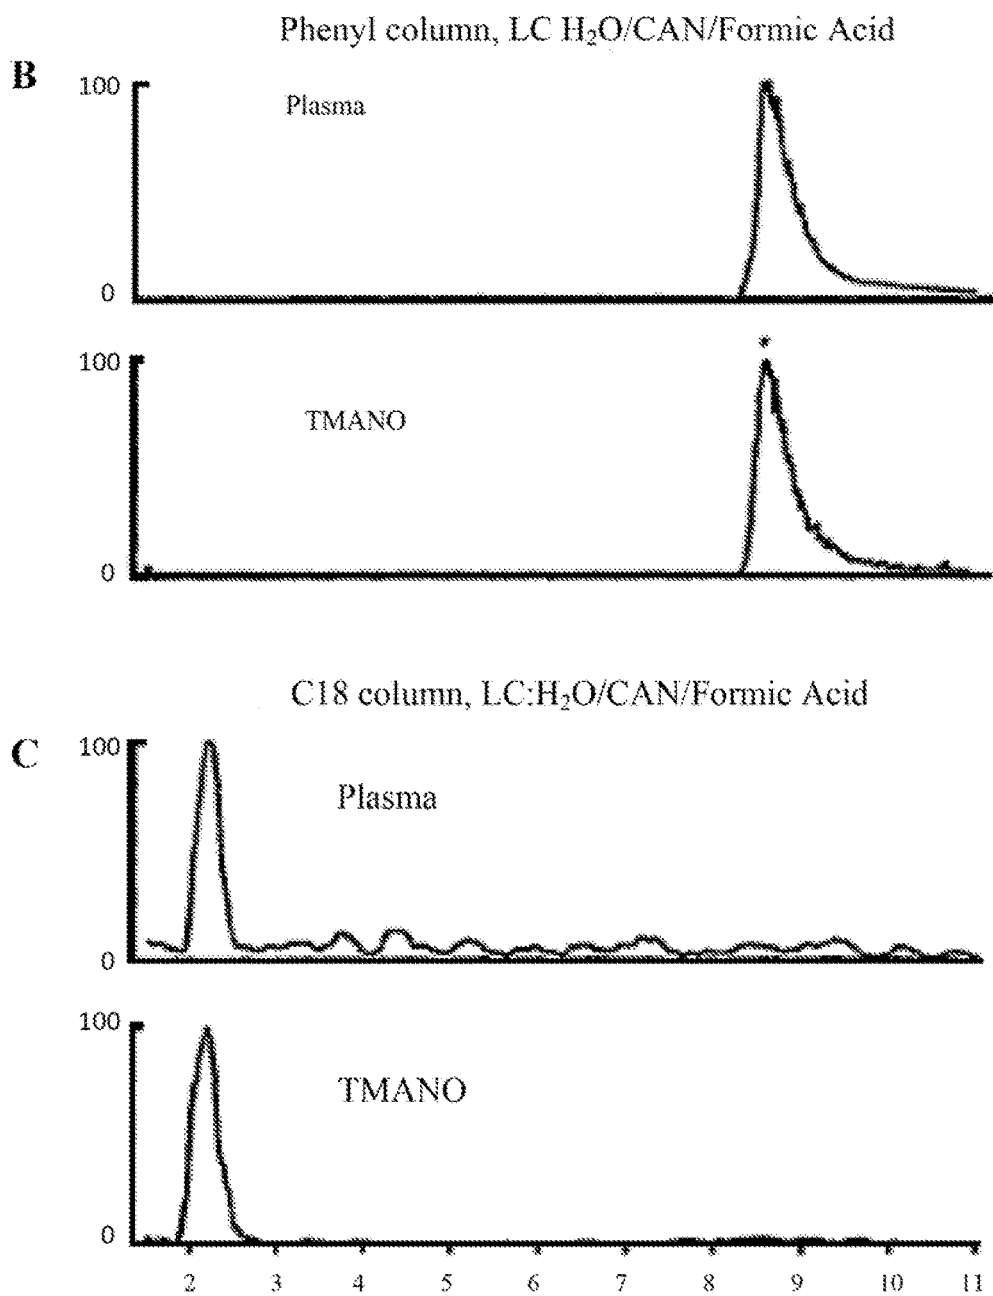 Phenyl column, LC H₂O/CAN/Formic Acid
B
100
Plasma
0
100
TMANO
0
C18 column, LC:H₂O/CAN/Formic Acid
C
100
Plasma
0
100
TMANO
0
2 3 4 5 6 7 8 9 10 11